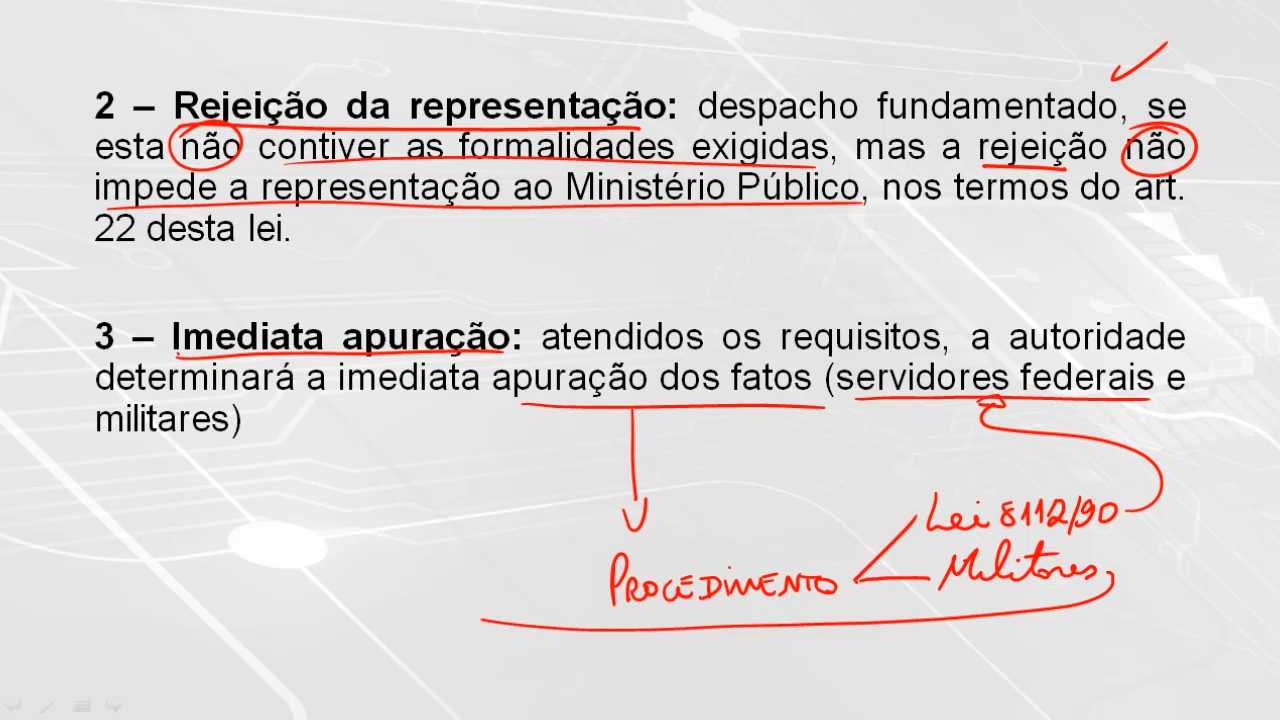 2 – Rejeição da representação: despacho fundamentado, se
esta não contiver as formalidades exigidas, mas a rejeição não
impede a representação ao Ministério Público, nos termos do art.
22 desta lei.
3 – Imediata apuração: atendidos os requisitos, a autoridade
determinará a imediata apuração dos fatos (servidores federais e
militares)
Lei 8112/90
PROCEDIMENTO
Militares